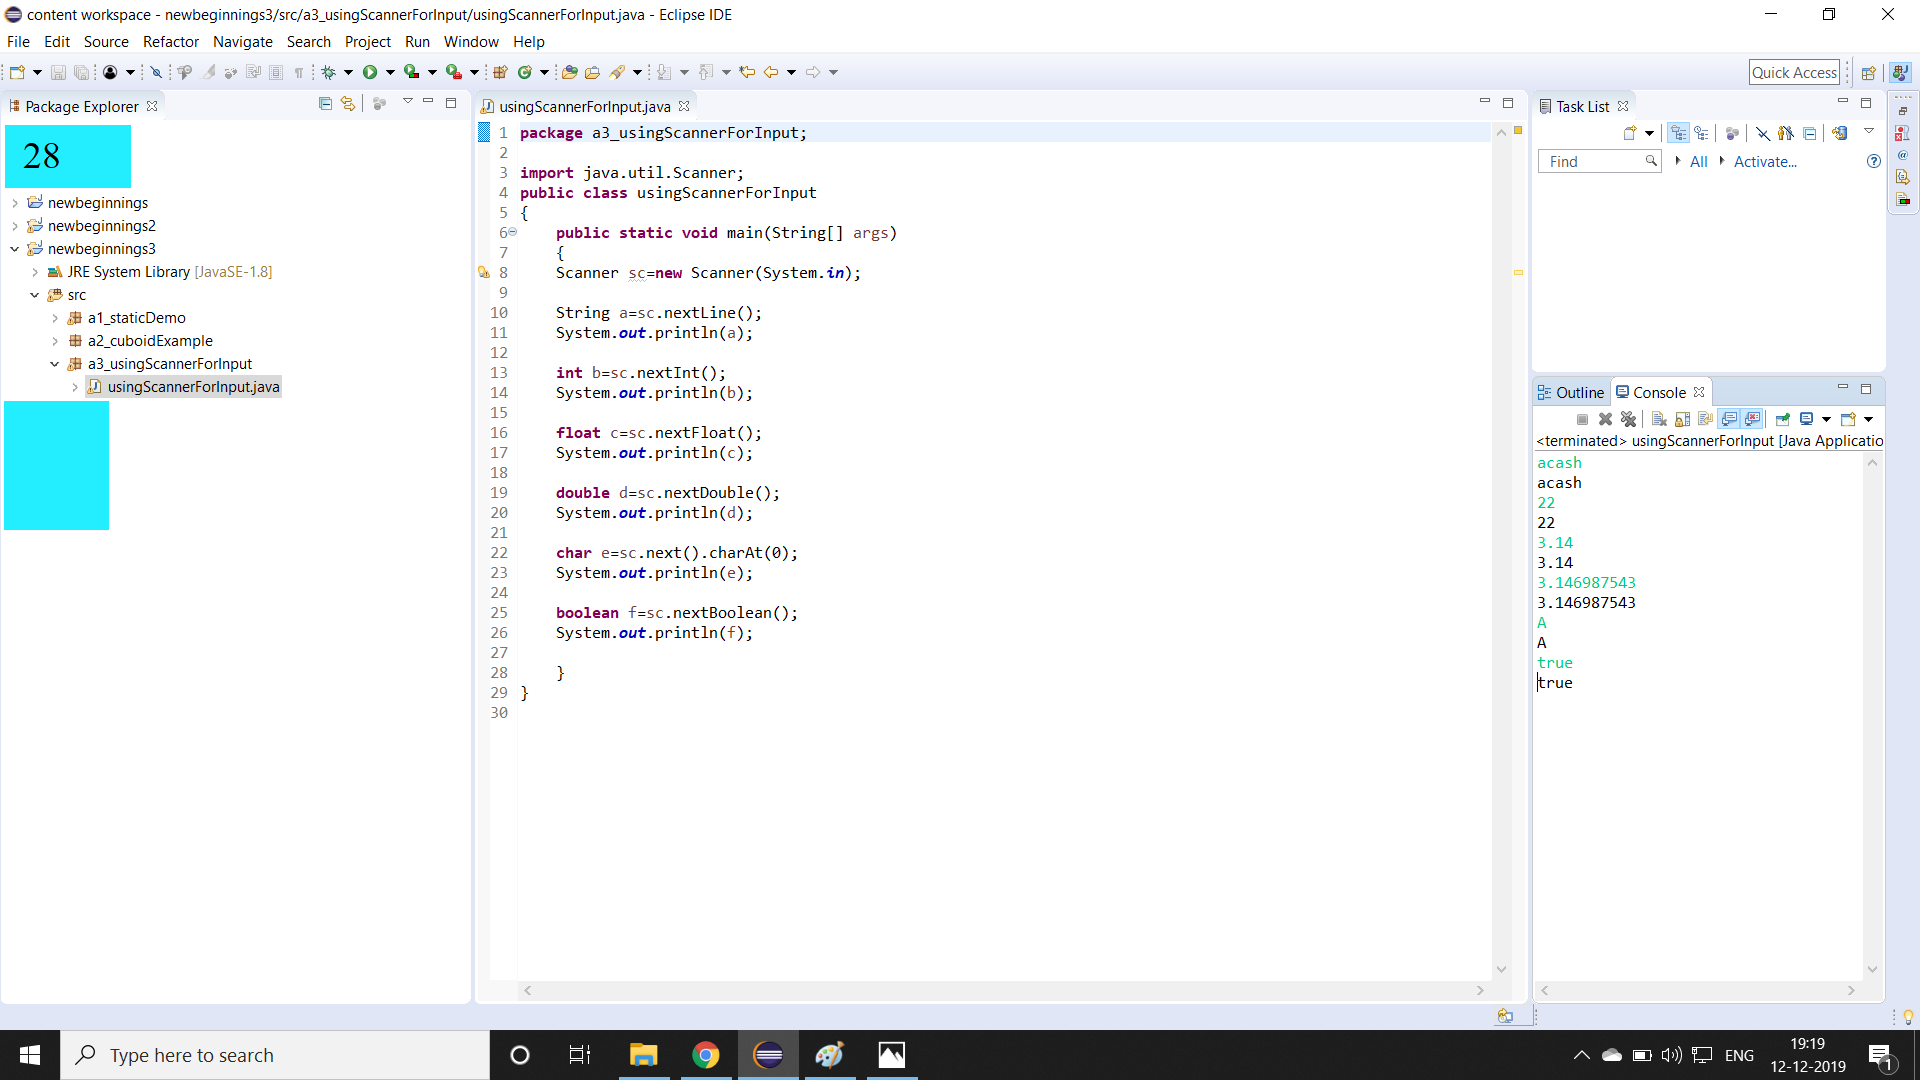 content workspace - newbeginnings3/src/a3_usingScannerForInput/usingScannerForInput.java - Eclipse IDE
File Edit Source Refactor Navigate Search Project Run Window Help
Quick Access
Package Explorer
28
newbeginnings
newbeginnings2
newbeginnings3
JRE System Library [JavaSE-1.8]
src
a1_staticDemo
a2_cuboidExample
a3_usingScannerForInput
usingScannerForInput.java
usingScannerForInput.java
1 package a3_usingScannerForInput;
2
3 import java.util.Scanner;
4 public class usingScannerForInput
5 {
6 public static void main(String[] args)
7 {
8 Scanner sc=new Scanner(System.in);
9
10 String a=sc.nextLine();
11 System.out.println(a);
12
13 int b=sc.nextInt();
14 System.out.println(b);
15
16 float c=sc.nextFloat();
17 System.out.println(c);
18
19 double d=sc.nextDouble();
20 System.out.println(d);
21
22 char e=sc.next().charAt(0);
23 System.out.println(e);
24
25 boolean f=sc.nextBoolean();
26 System.out.println(f);
27
28 }
29 }
30
Task List
Find All Activate...
Outline Console
<terminated> usingScannerForInput [Java Applicatio
acash
acash
22
22
3.14
3.14
3.146987543
3.146987543
A
A
true
true
Type here to search
ENG
19:19
12-12-2019
1